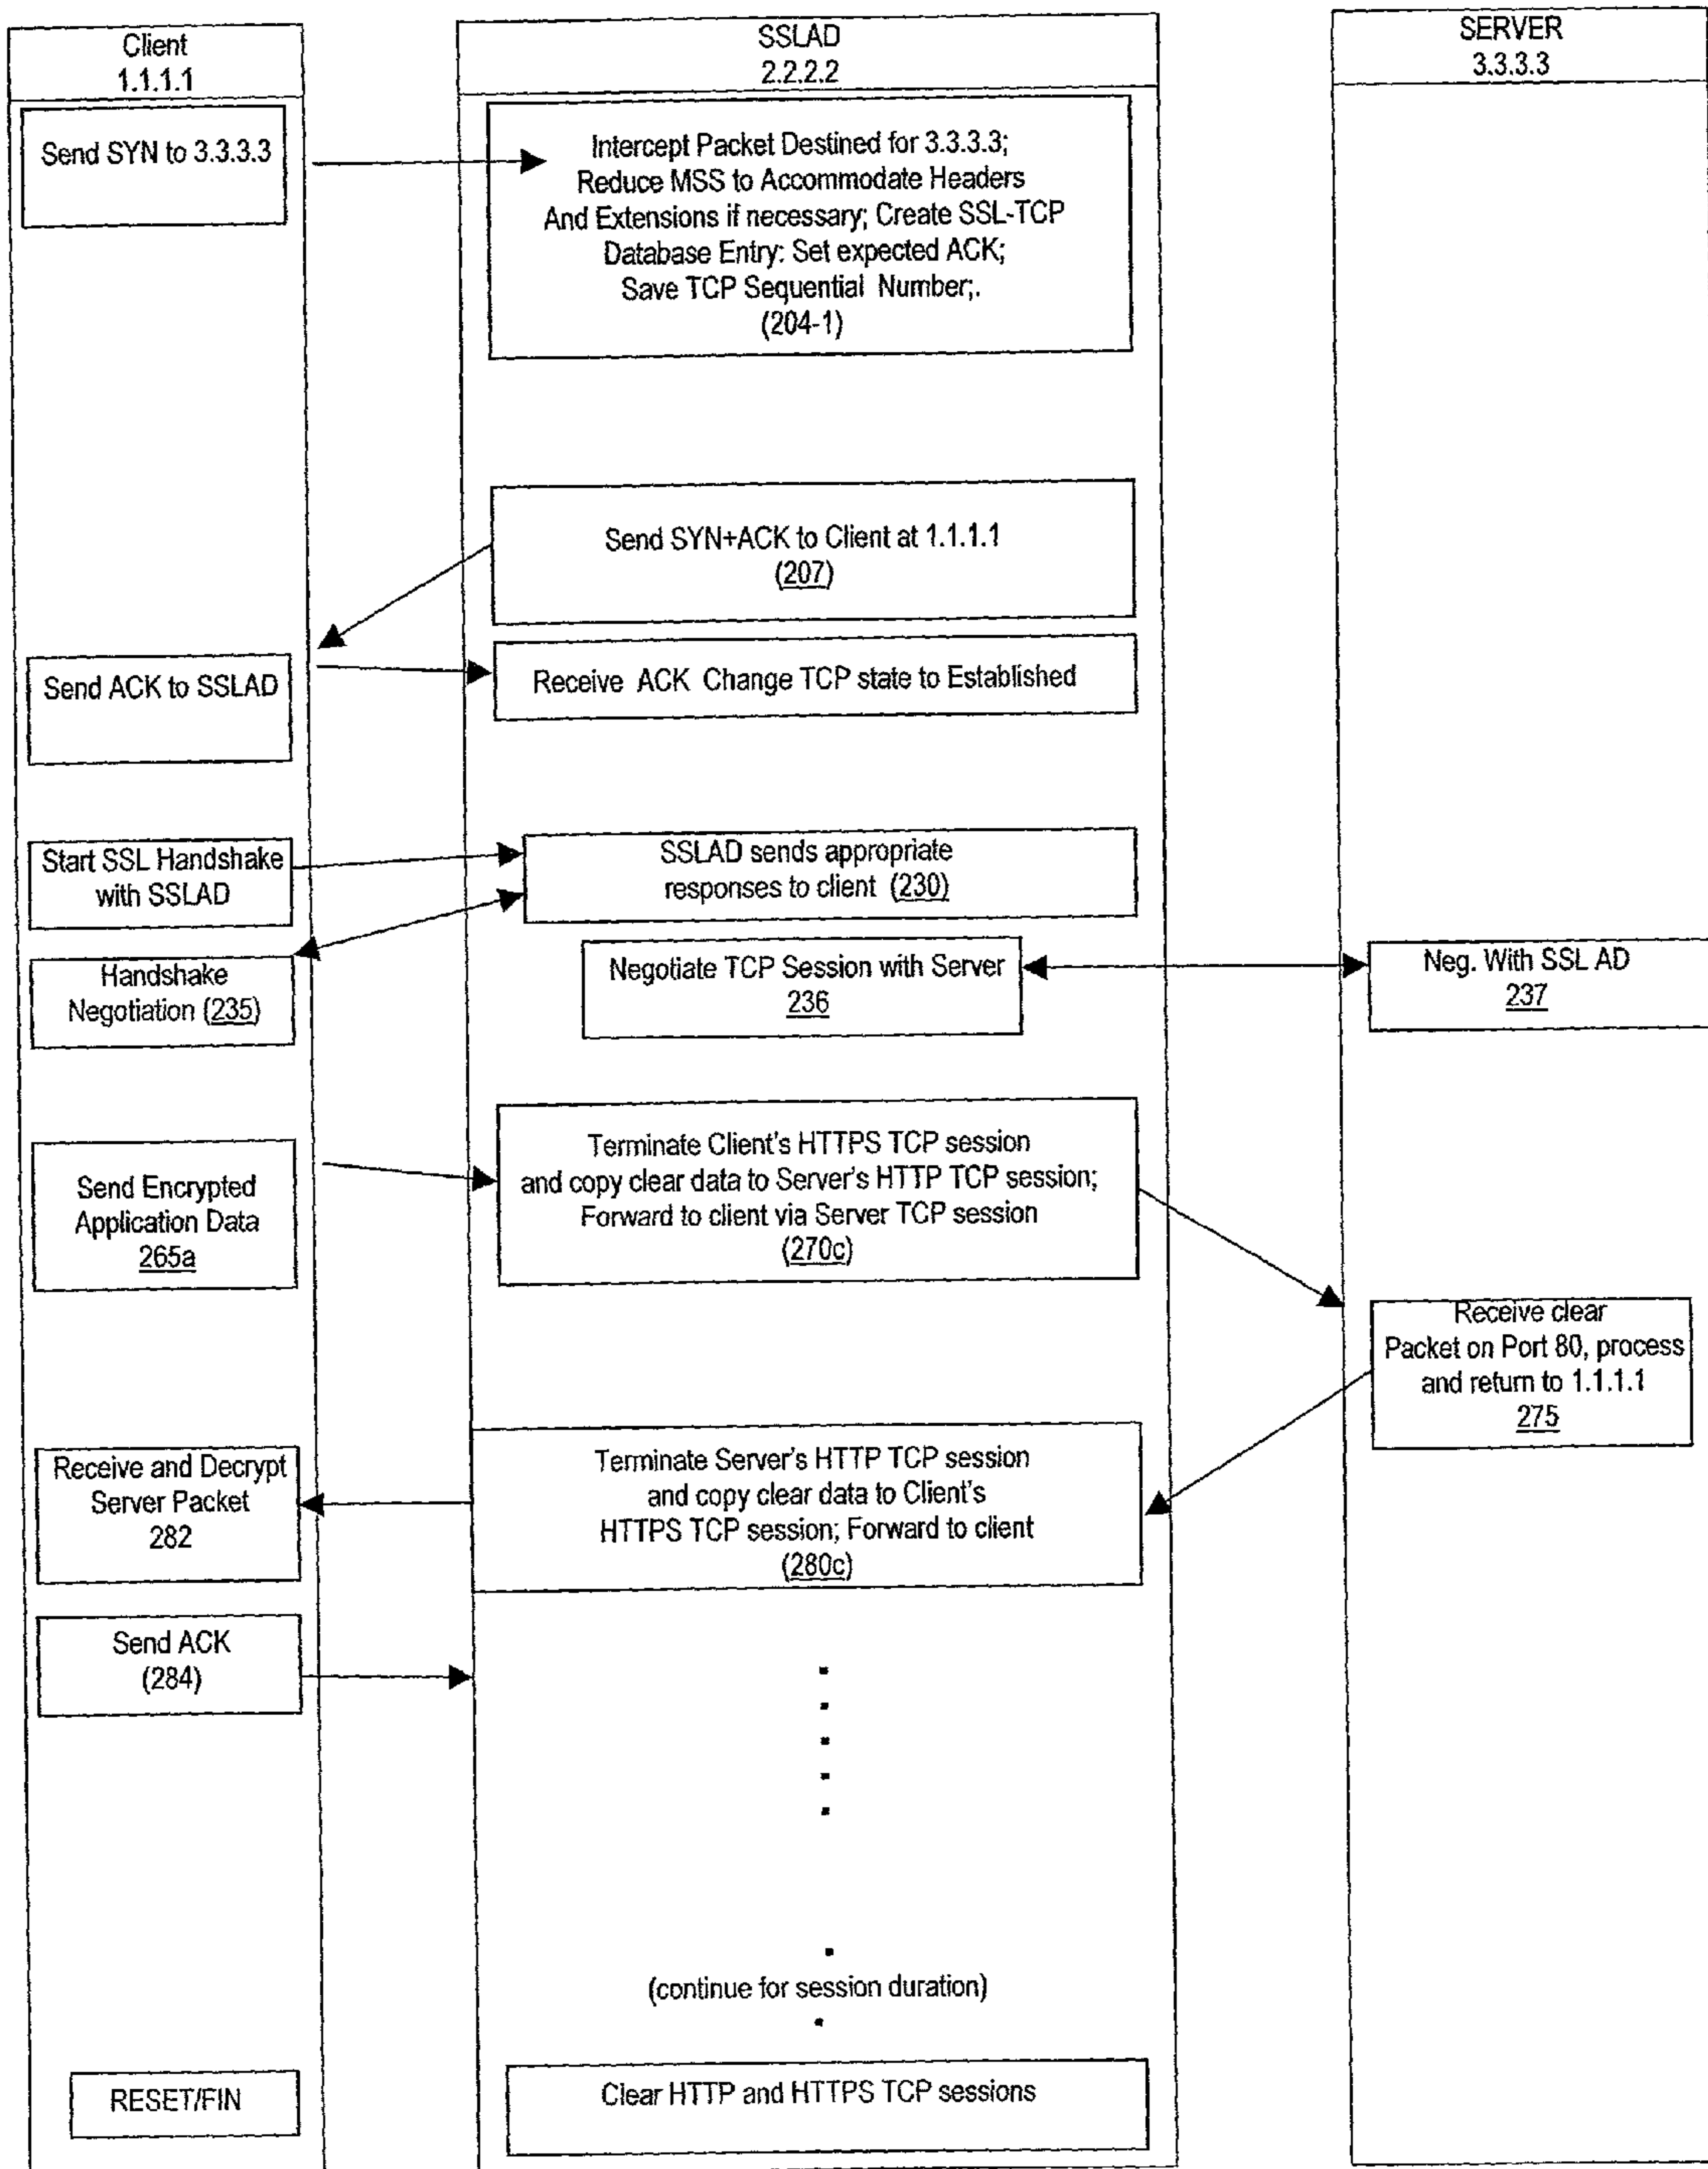 Client
1.1.1.1
SSLAD
2.2.2.2
SERVER
3.3.3.3
Send SYN to 3.3.3.3
Intercept Packet Destined for 3.3.3.3;
Reduce MSS to Accommodate Headers
And Extensions if necessary; Create SSL-TCP
Database Entry: Set expected ACK;
Save TCP Sequential Number;.
(204-1)
Send SYN+ACK to Client at 1.1.1.1
(207)
Send ACK to SSLAD
Receive ACK Change TCP state to Established
Start SSL Handshake
with SSLAD
SSLAD sends appropriate
responses to client (230)
Handshake
Negotiation (235)
Negotiate TCP Session with Server
236
Neg. With SSL AD
237
Send Encrypted
Application Data
265a
Terminate Client's HTTPS TCP session
and copy clear data to Server's HTTP TCP session;
Forward to client via Server TCP session
(270c)
Receive clear
Packet on Port 80, process
and return to 1.1.1.1
275
Receive and Decrypt
Server Packet
282
Terminate Server's HTTP TCP session
and copy clear data to Client's
HTTPS TCP session; Forward to client
(280c)
Send ACK
(284)
(continue for session duration)
RESET/FIN
Clear HTTP and HTTPS TCP sessions